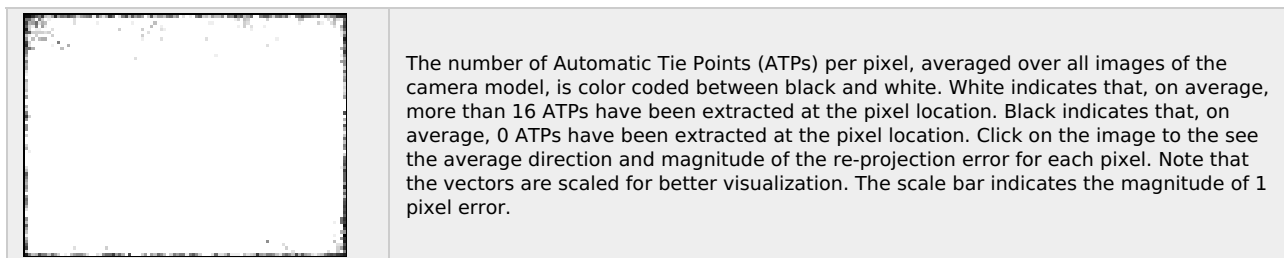 The number of Automatic Tie Points (ATPs) per pixel, averaged over all images of the
camera model, is color coded between black and white. White indicates that, on average,
more than 16 ATPs have been extracted at the pixel location. Black indicates that, on
average, 0 ATPs have been extracted at the pixel location. Click on the image to the see
the average direction and magnitude of the re-projection error for each pixel. Note that
the vectors are scaled for better visualization. The scale bar indicates the magnitude of 1
pixel error.